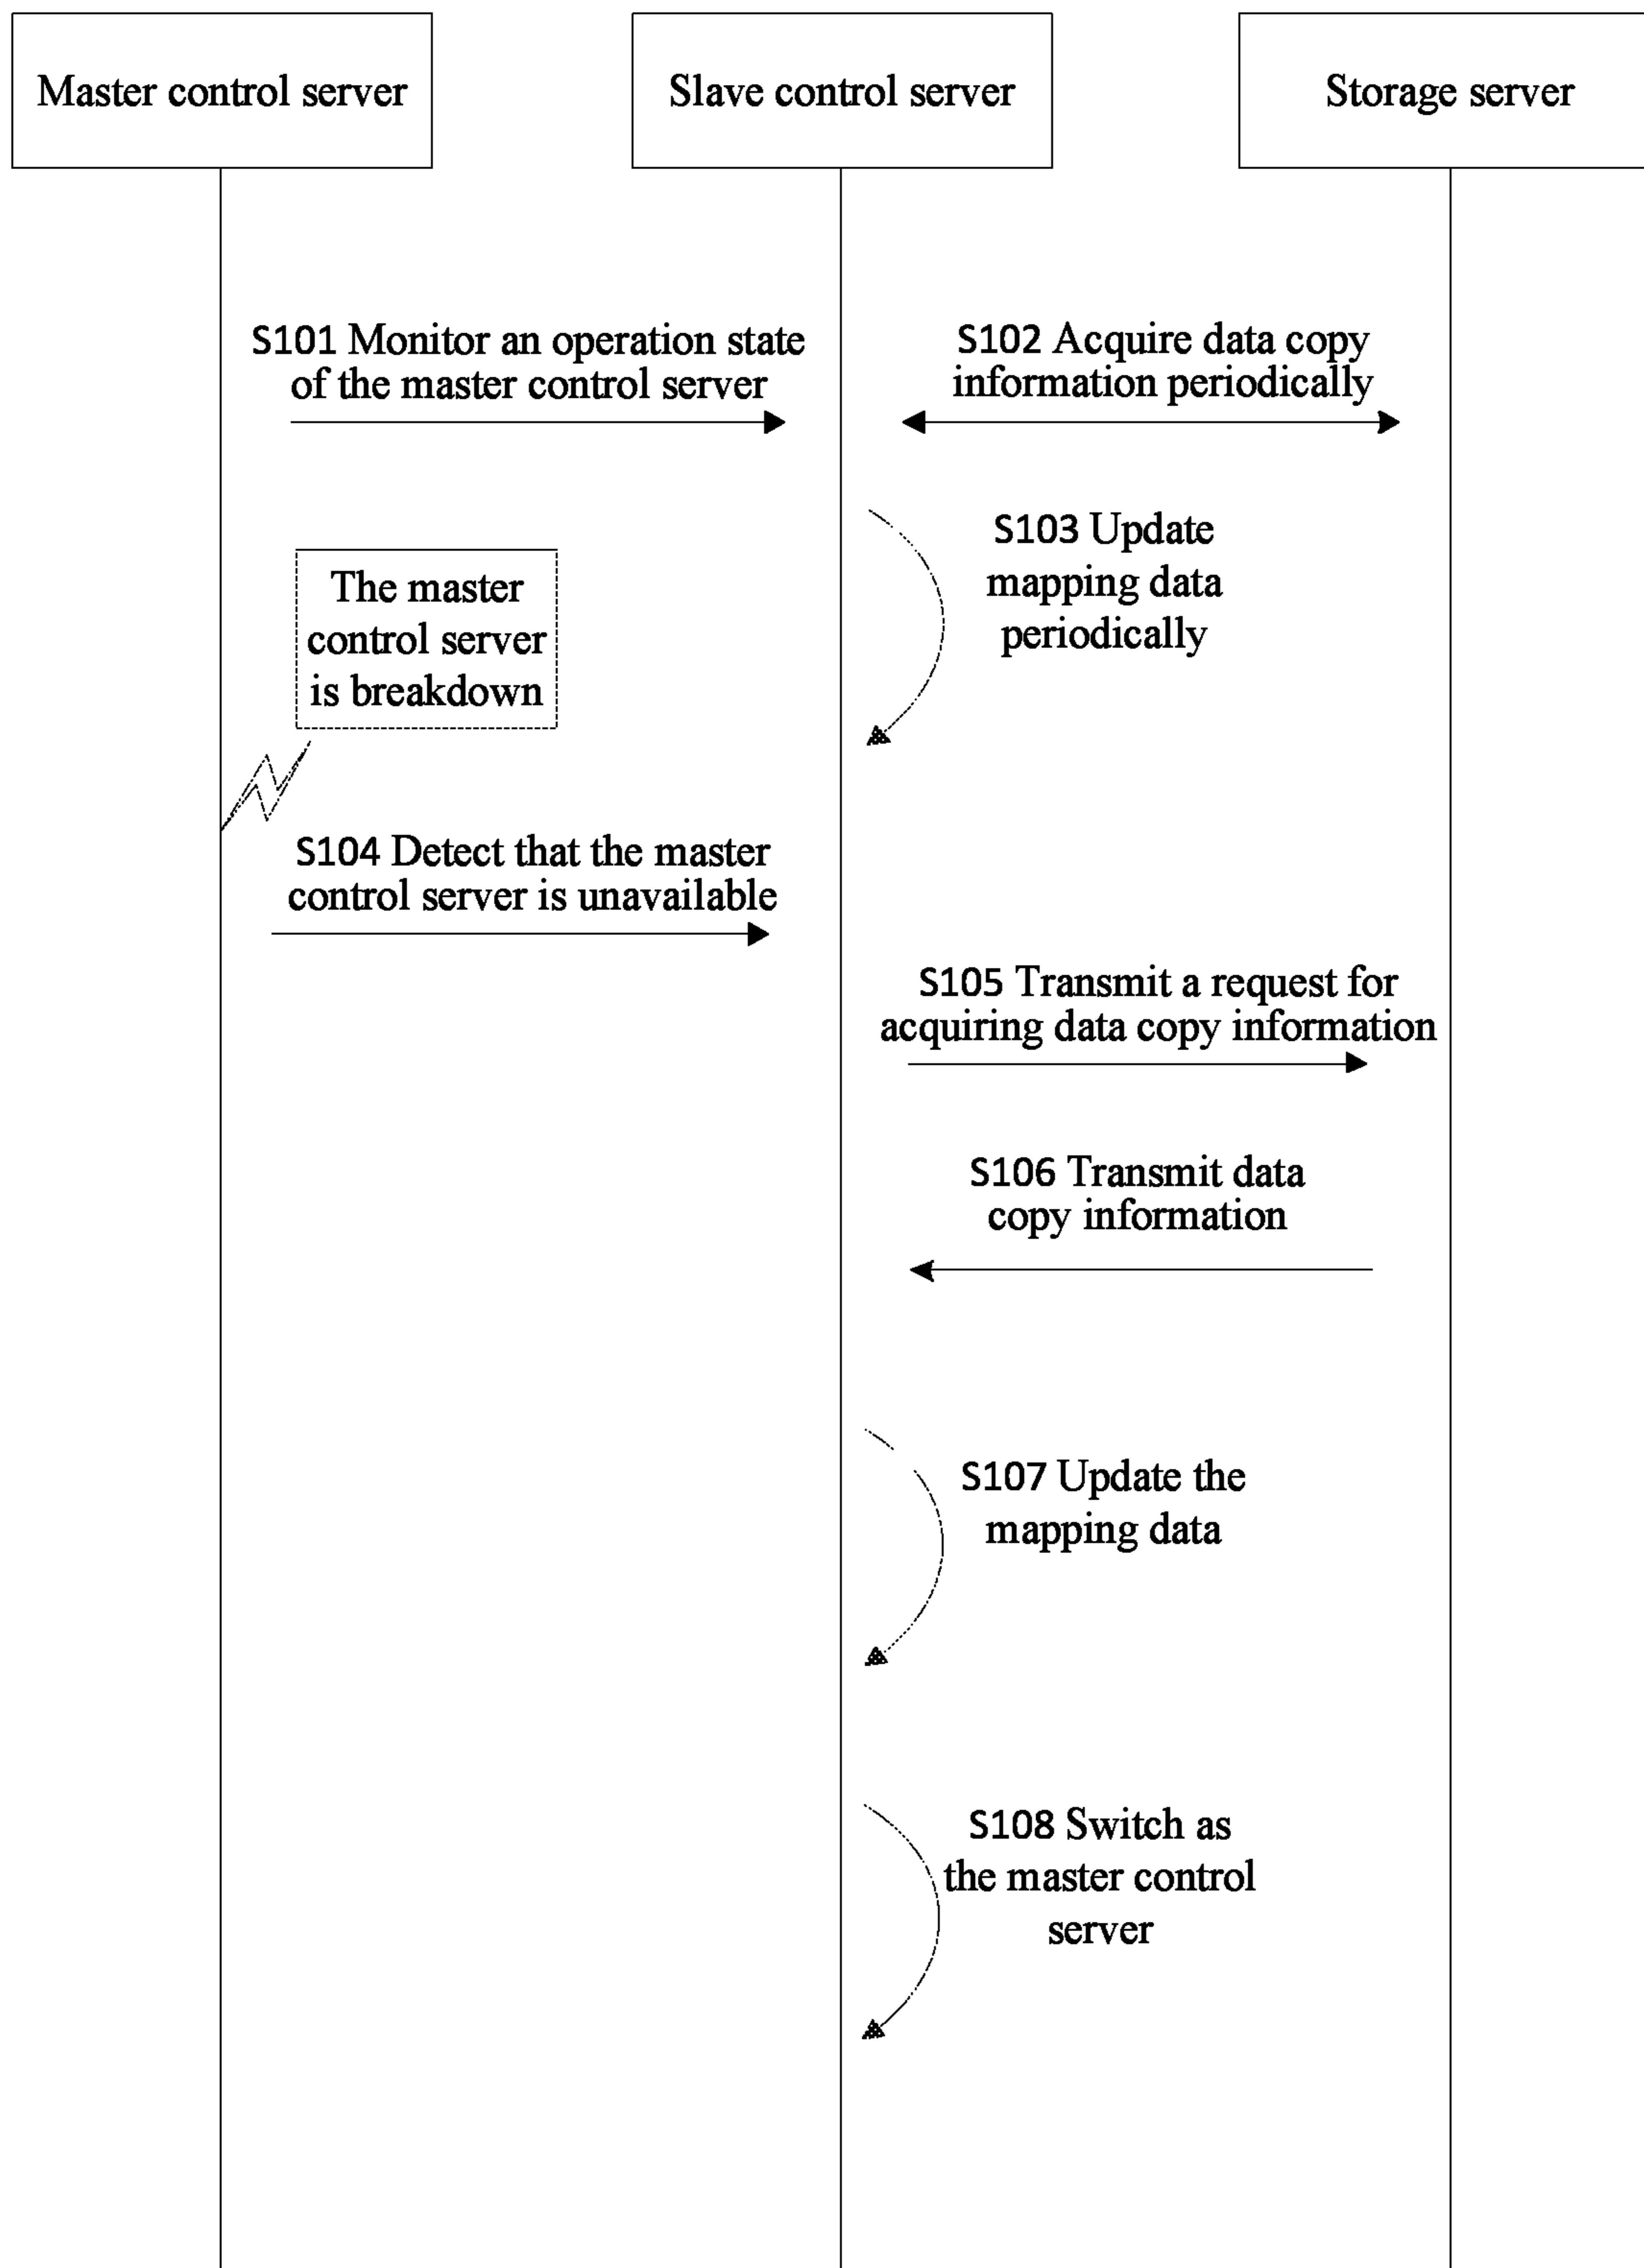 Master control server
Slave control server
Storage server
S101 Monitor an operation state
of the master control server
S102 Acquire data copy
information periodically
S103 Update
mapping data
periodically
The master
control server
is breakdown
S104 Detect that the master
control server is unavailable
S105 Transmit a request for
acquiring data copy information
S106 Transmit data
copy information
S107 Update the
mapping data
S108 Switch as
the master control
server